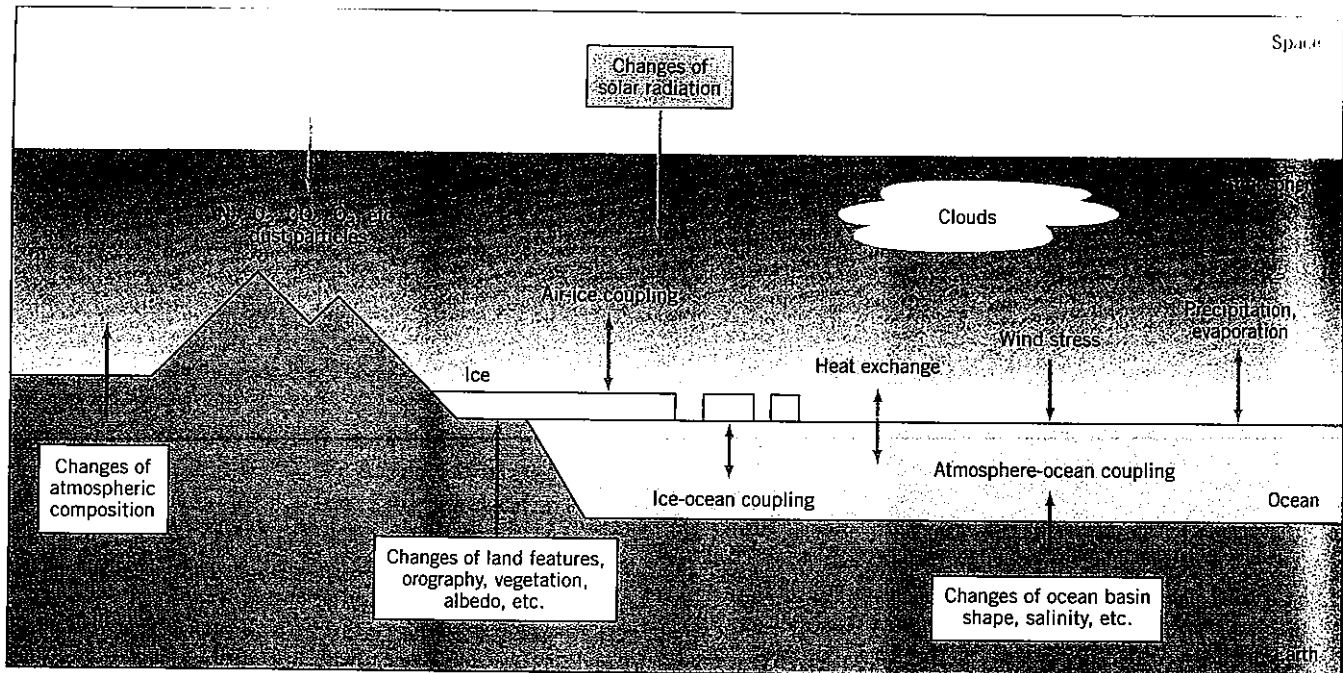 Space
Changes of
solar radiation
etc.
dust particles
Clouds
Air-ice coupling
Precipitation,
evaporation
Wind stress
Heat exchange
Ice
Changes of
atmospheric
composition
Ice-ocean coupling
Atmosphere-ocean coupling
Ocean
Changes of land features,
orography, vegetation,
albedo, etc.
Changes of ocean basin
shape, salinity, etc.
Earth